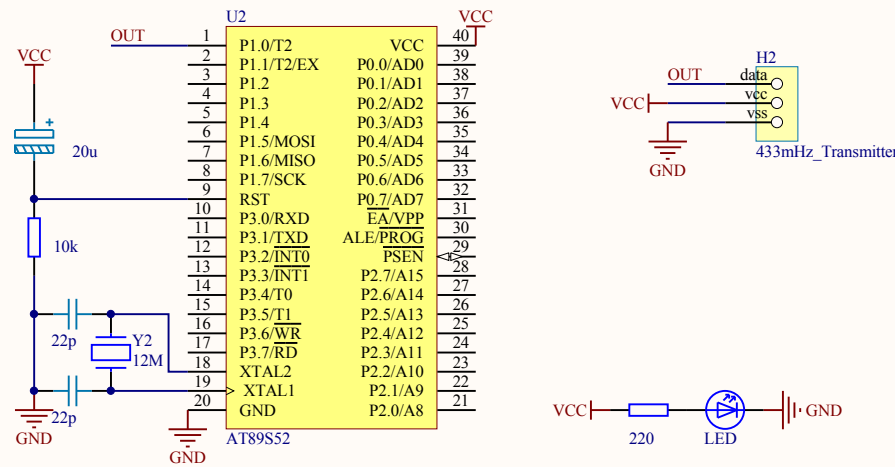 U2
AT89S52
OUT
VCC
20u
10k
22p
22p
Y2
12M
GND
GND
1 P1.0/T2
2 P1.1/T2/EX
3 P1.2
4 P1.3
5 P1.4
6 P1.5/MOSI
7 P1.6/MISO
8 P1.7/SCK
9 RST
10 P3.0/RXD
11 P3.1/TXD
12 P3.2/INT0
13 P3.3/INT1
14 P3.4/T0
15 P3.5/T1
16 P3.6/WR
17 P3.7/RD
18 XTAL2
19 XTAL1
20 GND
VCC
VCC 40
P0.0/AD0 39
P0.1/AD1 38
P0.2/AD2 37
P0.3/AD3 36
P0.4/AD4 35
P0.5/AD5 34
P0.6/AD6 33
P0.7/AD7 32
EA/VPP 31
ALE/PROG 30
PSEN 29
P2.7/A15 28
P2.6/A14 27
P2.5/A13 26
P2.4/A12 25
P2.3/A11 24
P2.2/A10 23
P2.1/A9 22
P2.0/A8 21
H2
OUT data
VCC vcc
vss
GND
433mHz_Transmitter
VCC
220
LED
GND